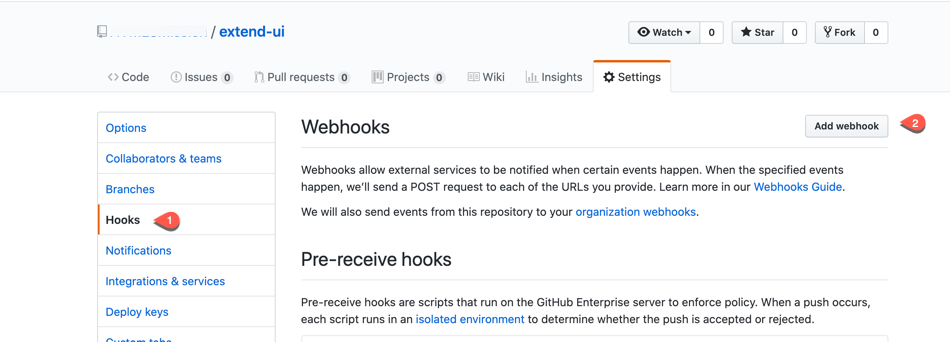 / extend-ui
Watch 0 Star 0 Fork 0
Code Issues 0 Pull requests 0 Projects 0 Wiki Insights Settings
Options
Collaborators & teams
Branches
Hooks 1
Notifications
Integrations & services
Deploy keys
Custom tabs
Webhooks
Add webhook 2
Webhooks allow external services to be notified when certain events happen. When the specified events
happen, we'll send a POST request to each of the URLs you provide. Learn more in our Webhooks Guide.
We will also send events from this repository to your organization webhooks.
Pre-receive hooks
Pre-receive hooks are scripts that run on the GitHub Enterprise server to enforce policy. When a push occurs,
each script runs in an isolated environment to determine whether the push is accepted or rejected.